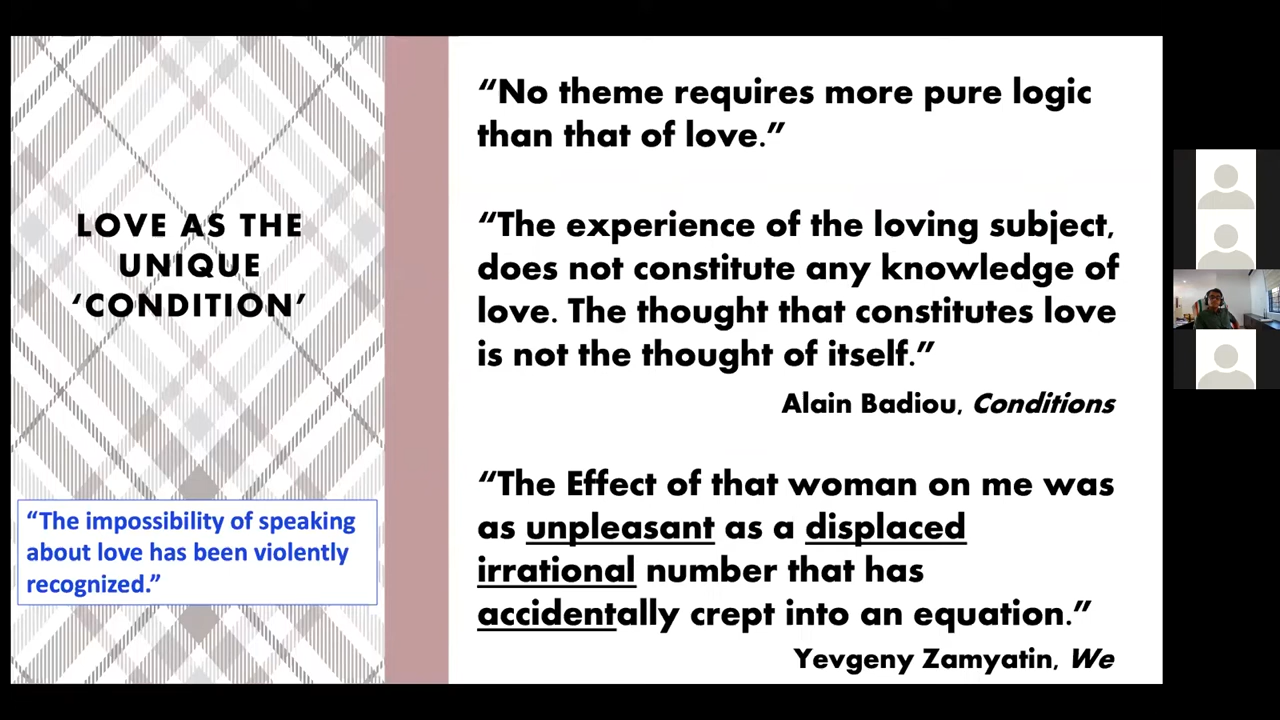 LOVE AS THE
UNIQUE
‘CONDITION’
“The impossibility of speaking
about love has been violently
recognized.”
“No theme requires more pure logic
than that of love.”
“The experience of the loving subject,
does not constitute any knowledge of
love. The thought that constitutes love
is not the thought of itself.”
Alain Badiou, Conditions
“The Effect of that woman on me was
as unpleasant as a displaced
irrational number that has
accidentally crept into an equation.”
Yevgeny Zamyatin, We